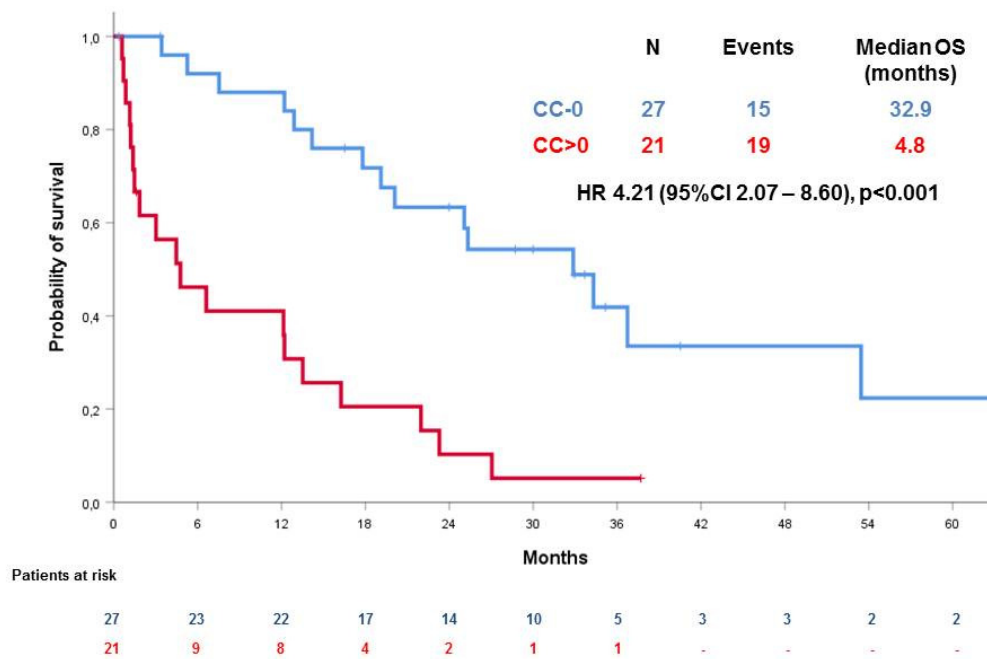 N Events Median OS (months)
CC-0 27 15 32.9
CC>0 21 19 4.8
HR 4.21 (95%CI 2.07 – 8.60), p<0.001
Probability of survival
1,0
0,8
0,6
0,4
0,2
0,0
0 6 12 18 24 30 36 42 48 54 60
Months
Patients at risk
27 23 22 17 14 10 5 3 3 2 2
21 9 8 4 2 1 1 - - - -